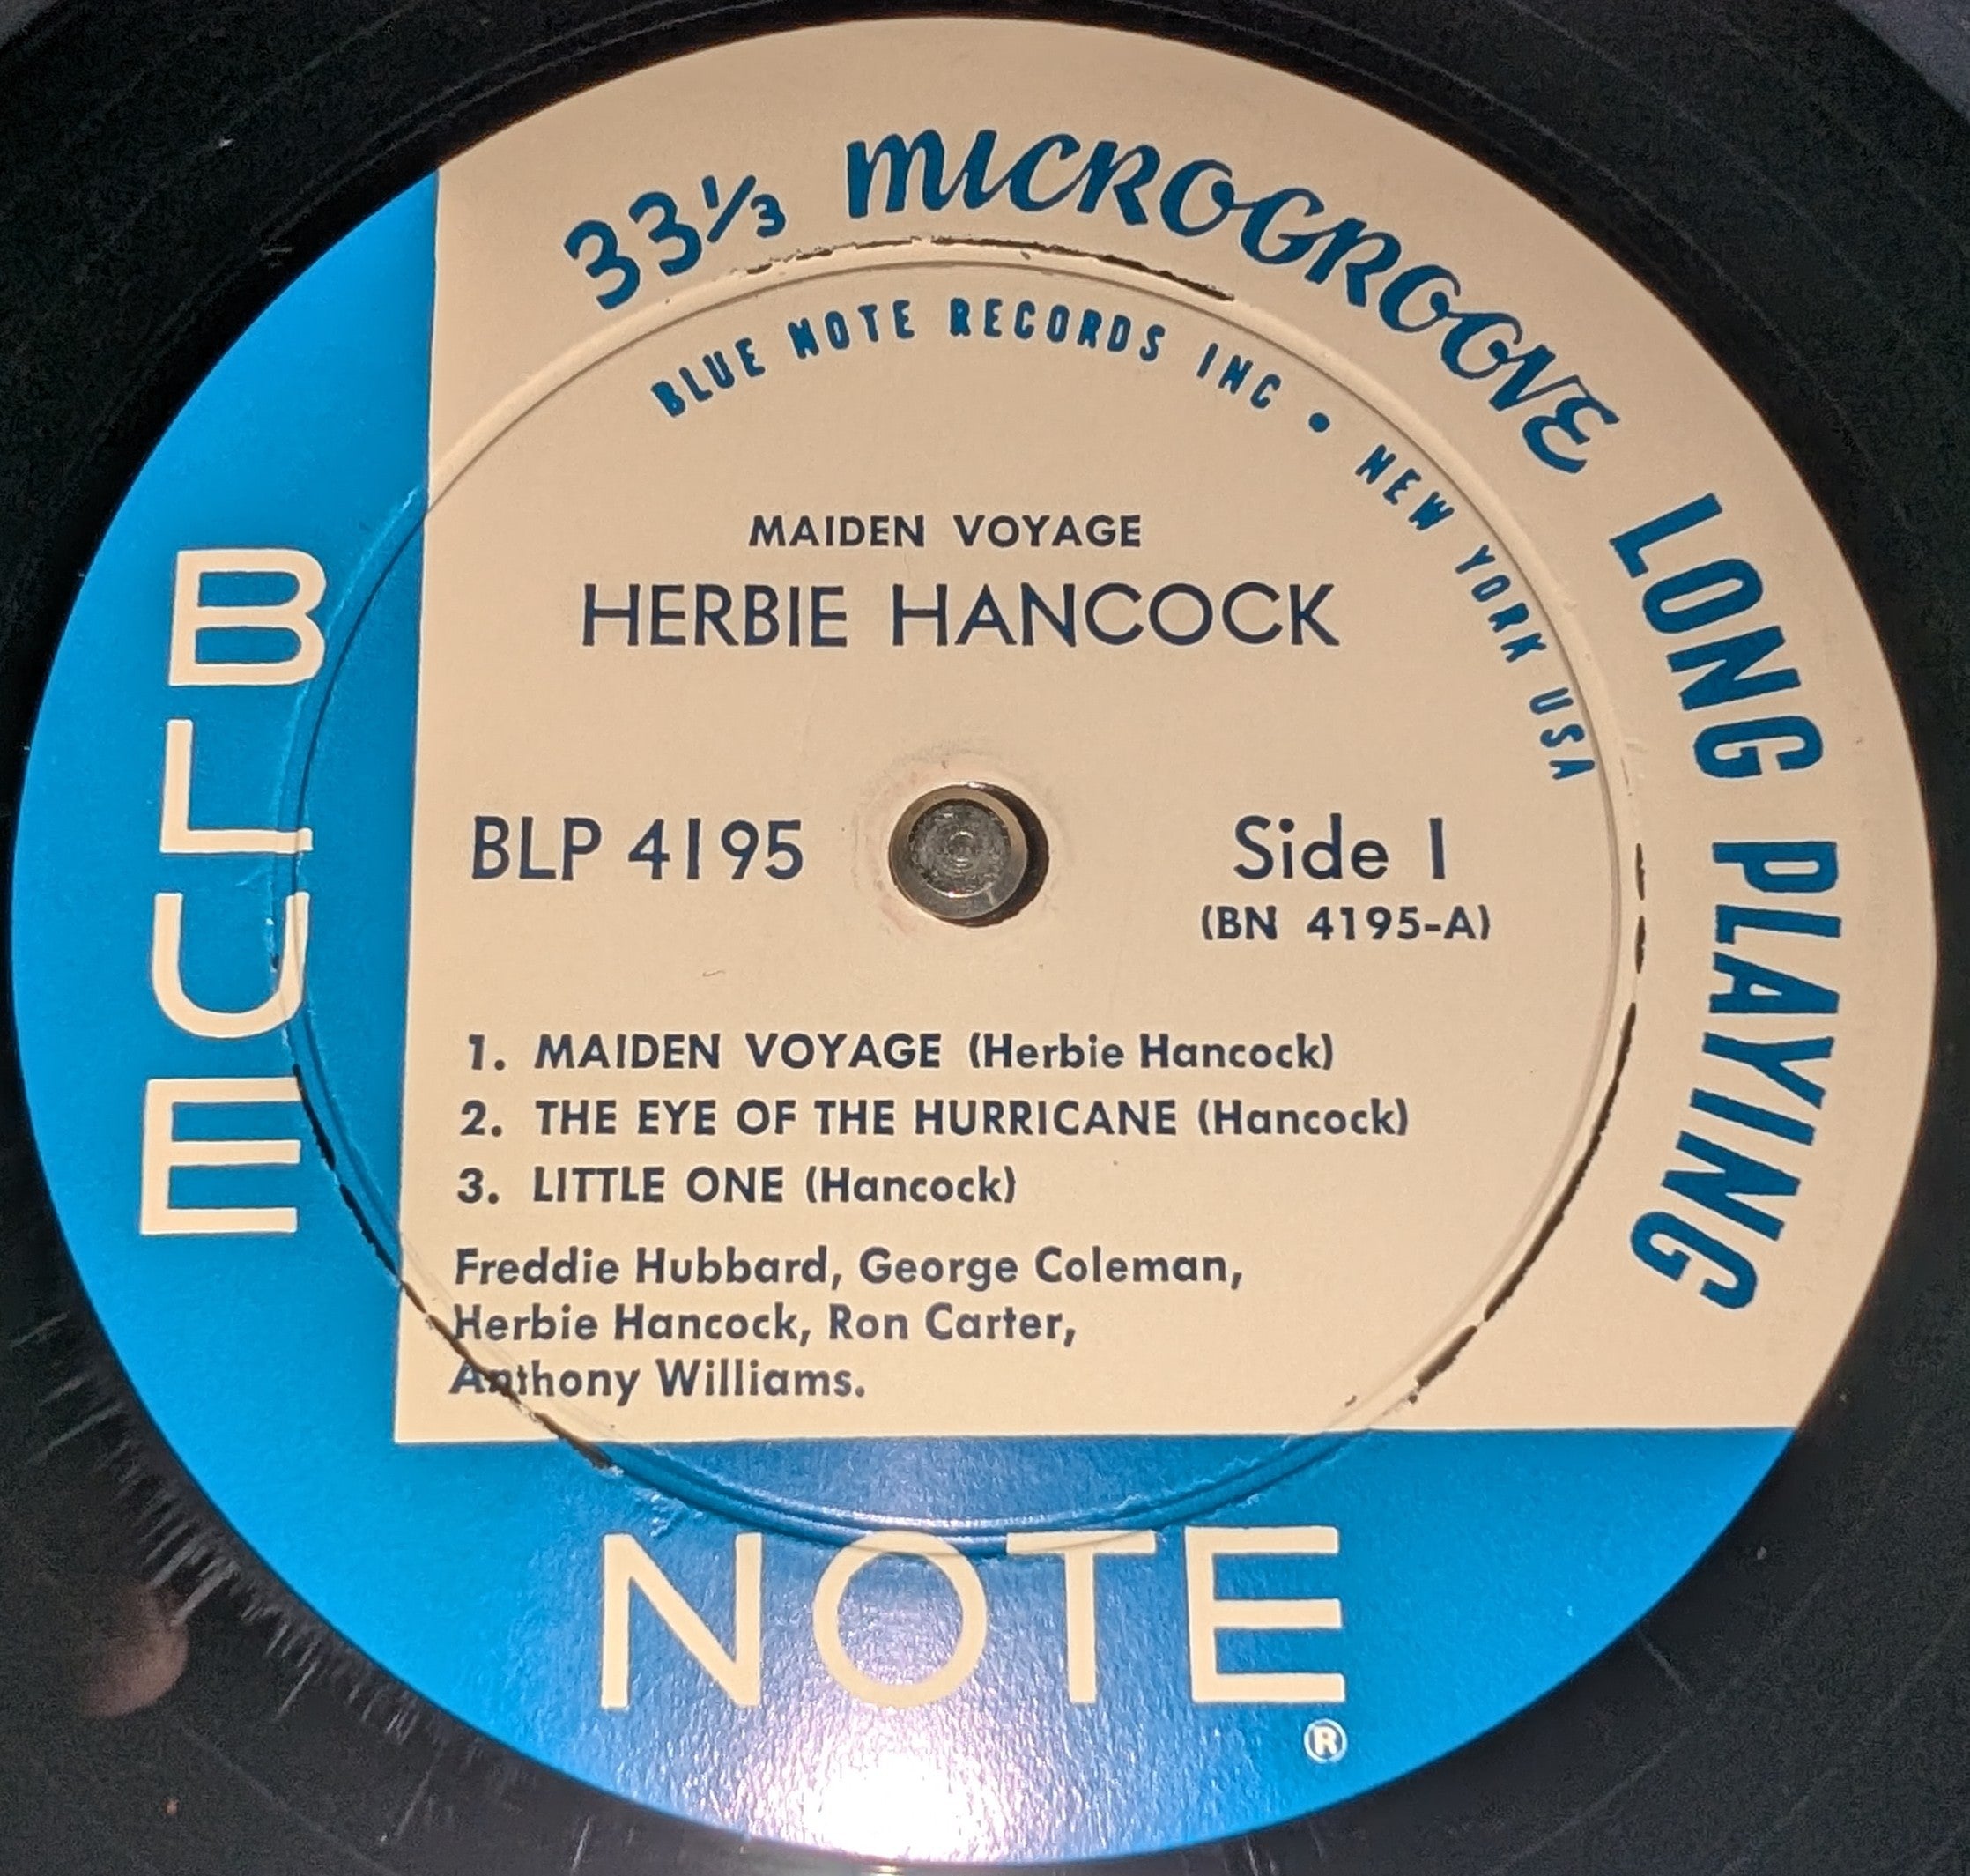 33⅓ MICROGROOVE LONG PLAYING
BLUE NOTE RECORDS INC • NEW YORK USA
MAIDEN VOYAGE
HERBIE HANCOCK
BLP 4195
Side 1
(BN 4195-A)
1. MAIDEN VOYAGE (Herbie Hancock)
2. THE EYE OF THE HURRICANE (Hancock)
3. LITTLE ONE (Hancock)
Freddie Hubbard, George Coleman,
Herbie Hancock, Ron Carter,
Anthony Williams.
BLUE
NOTE
®